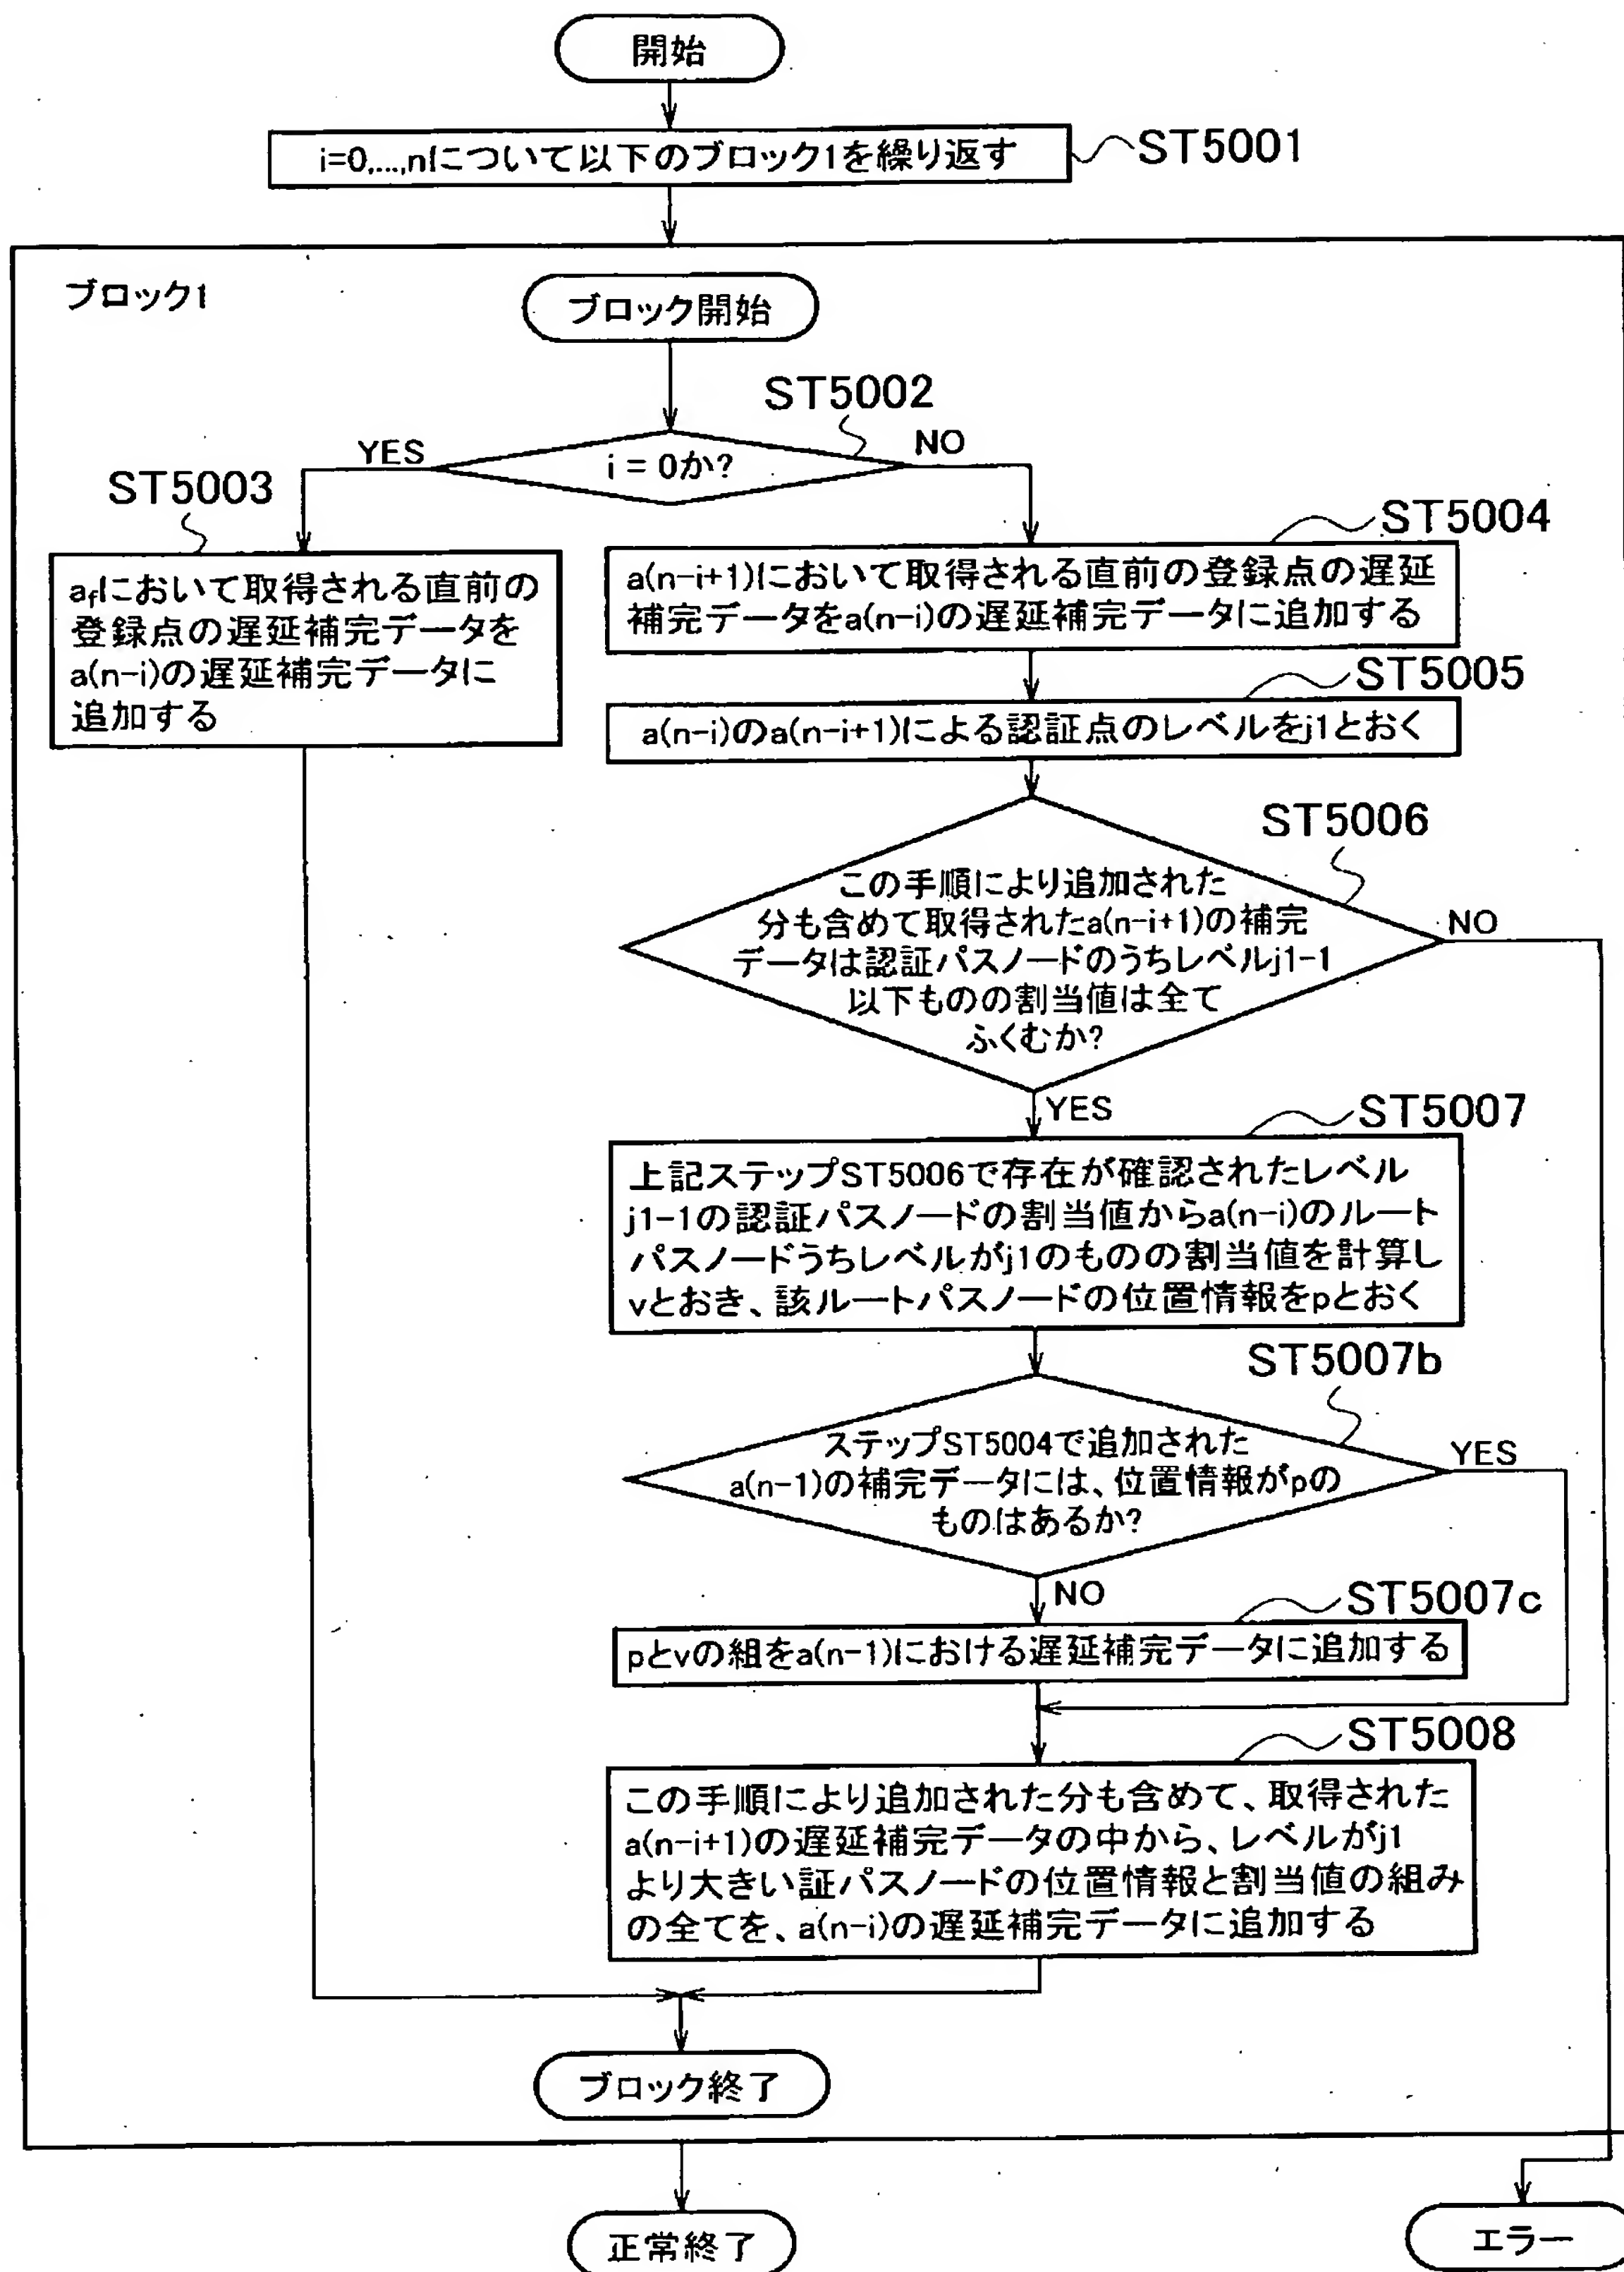 開始
i=0,...,nについて以下のブロック1を繰り返す
ST5001
ブロック1
ブロック開始
ST5002
YES
i = 0か?
NO
ST5003
afにおいて取得される直前の
登録点の遅延補完データを
a(n-i)の遅延補完データに
追加する
ST5004
a(n-i+1)において取得される直前の登録点の遅延
補完データをa(n-i)の遅延補完データに追加する
ST5005
a(n-i)のa(n-i+1)による認証点のレベルをj1とおく
ST5006
この手順により追加された
分も含めて取得されたa(n-i+1)の補完
データは認証パスノードのうちレベルj1-1
以下ものの割当値は全て
ふくむか?
NO
YES
ST5007
上記ステップST5006で存在が確認されたレベル
j1-1の認証パスノードの割当値からa(n-i)のルート
パスノードうちレベルがj1のものの割当値を計算し
vとおき、該ルートパスノードの位置情報をpとおく
ST5007b
ステップST5004で追加された
a(n-1)の補完データには、位置情報がpの
ものはあるか?
YES
NO
ST5007c
pとvの組をa(n-1)における遅延補完データに追加する
ST5008
この手順により追加された分も含めて、取得された
a(n-i+1)の遅延補完データの中から、レベルがj1
より大きい証パスノードの位置情報と割当値の組み
の全てを、a(n-i)の遅延補完データに追加する
ブロック終了
正常終了
エラー